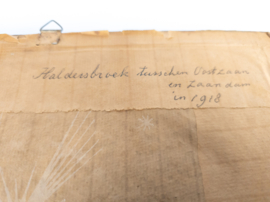 Haldersbroek tusschen Oostzaan
en Zaandam
in 1918